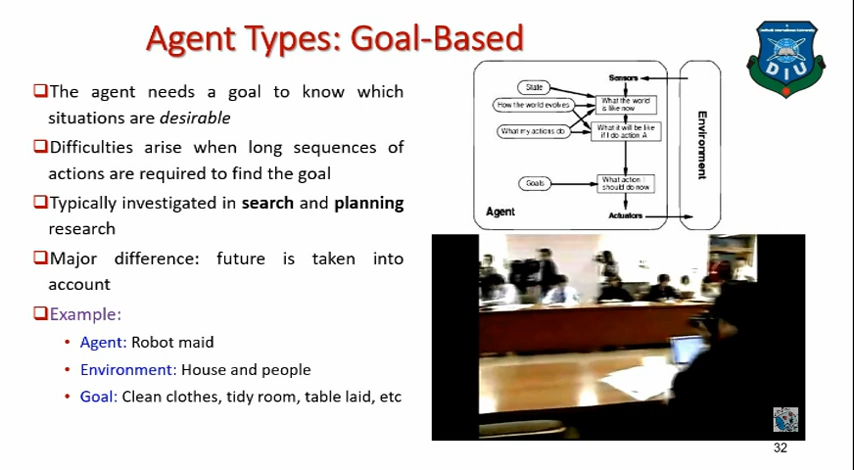 Agent Types: Goal-Based
The agent needs a goal to know which
situations are desirable
Difficulties arise when long sequences of
actions are required to find the goal
Typically investigated in search and planning
research
Major difference: future is taken into
account
Example:
• Agent: Robot maid
• Environment: House and people
• Goal: Clean clothes, tidy room, table laid, etc
Sensors
State
How the world evolves
What the world
is like now
What my actions do
What it will be like
if I do action A
Goals
What action I
should do now
Agent
Actuators
Environment
DIU
32